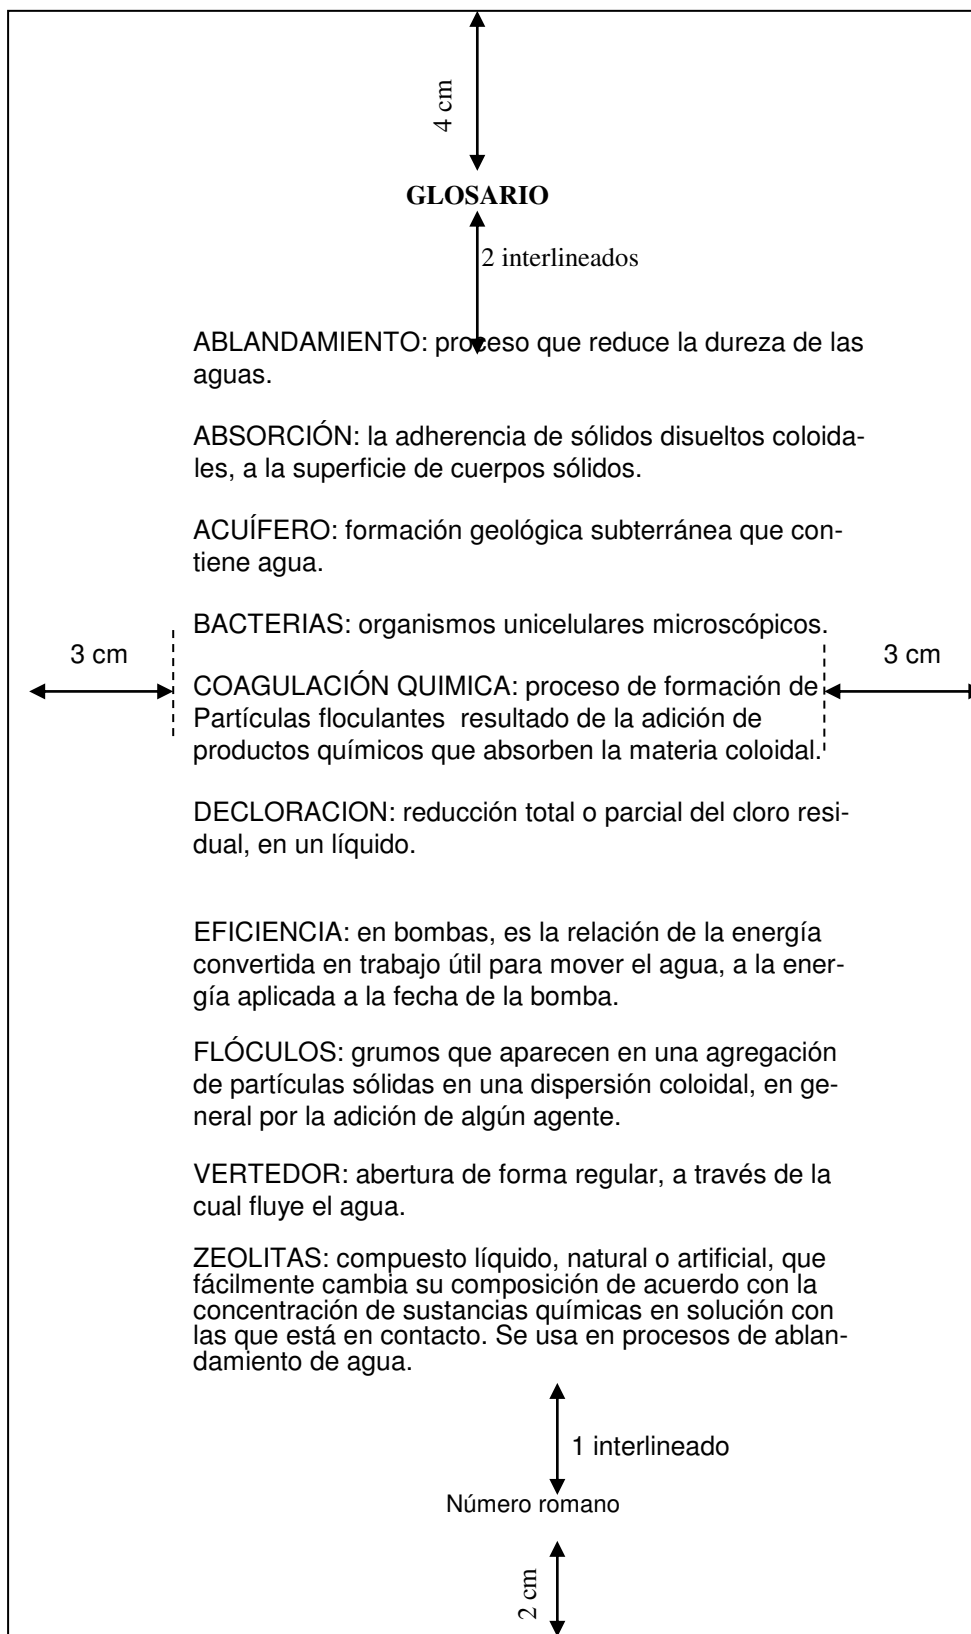 4 cm
GLOSARIO
2 interlineados
ABLANDAMIENTO: proceso que reduce la dureza de las
aguas.
ABSORCIÓN: la adherencia de sólidos disueltos coloida-
les, a la superficie de cuerpos sólidos.
ACUÍFERO: formación geológica subterránea que con-
tiene agua.
BACTERIAS: organismos unicelulares microscópicos.
3 cm
3 cm
COAGULACIÓN QUIMICA: proceso de formación de
Partículas floculantes  resultado de la adición de
productos químicos que absorben la materia coloidal.
DECLORACION: reducción total o parcial del cloro resi-
dual, en un líquido.
EFICIENCIA: en bombas, es la relación de la energía
convertida en trabajo útil para mover el agua, a la ener-
gía aplicada a la fecha de la bomba.
FLÓCULOS: grumos que aparecen en una agregación
de partículas sólidas en una dispersión coloidal, en ge-
neral por la adición de algún agente.
VERTEDOR: abertura de forma regular, a través de la
cual fluye el agua.
ZEOLITAS: compuesto líquido, natural o artificial, que
fácilmente cambia su composición de acuerdo con la
concentración de sustancias químicas en solución con
las que está en contacto. Se usa en procesos de ablan-
damiento de agua.
1 interlineado
Número romano
2 cm